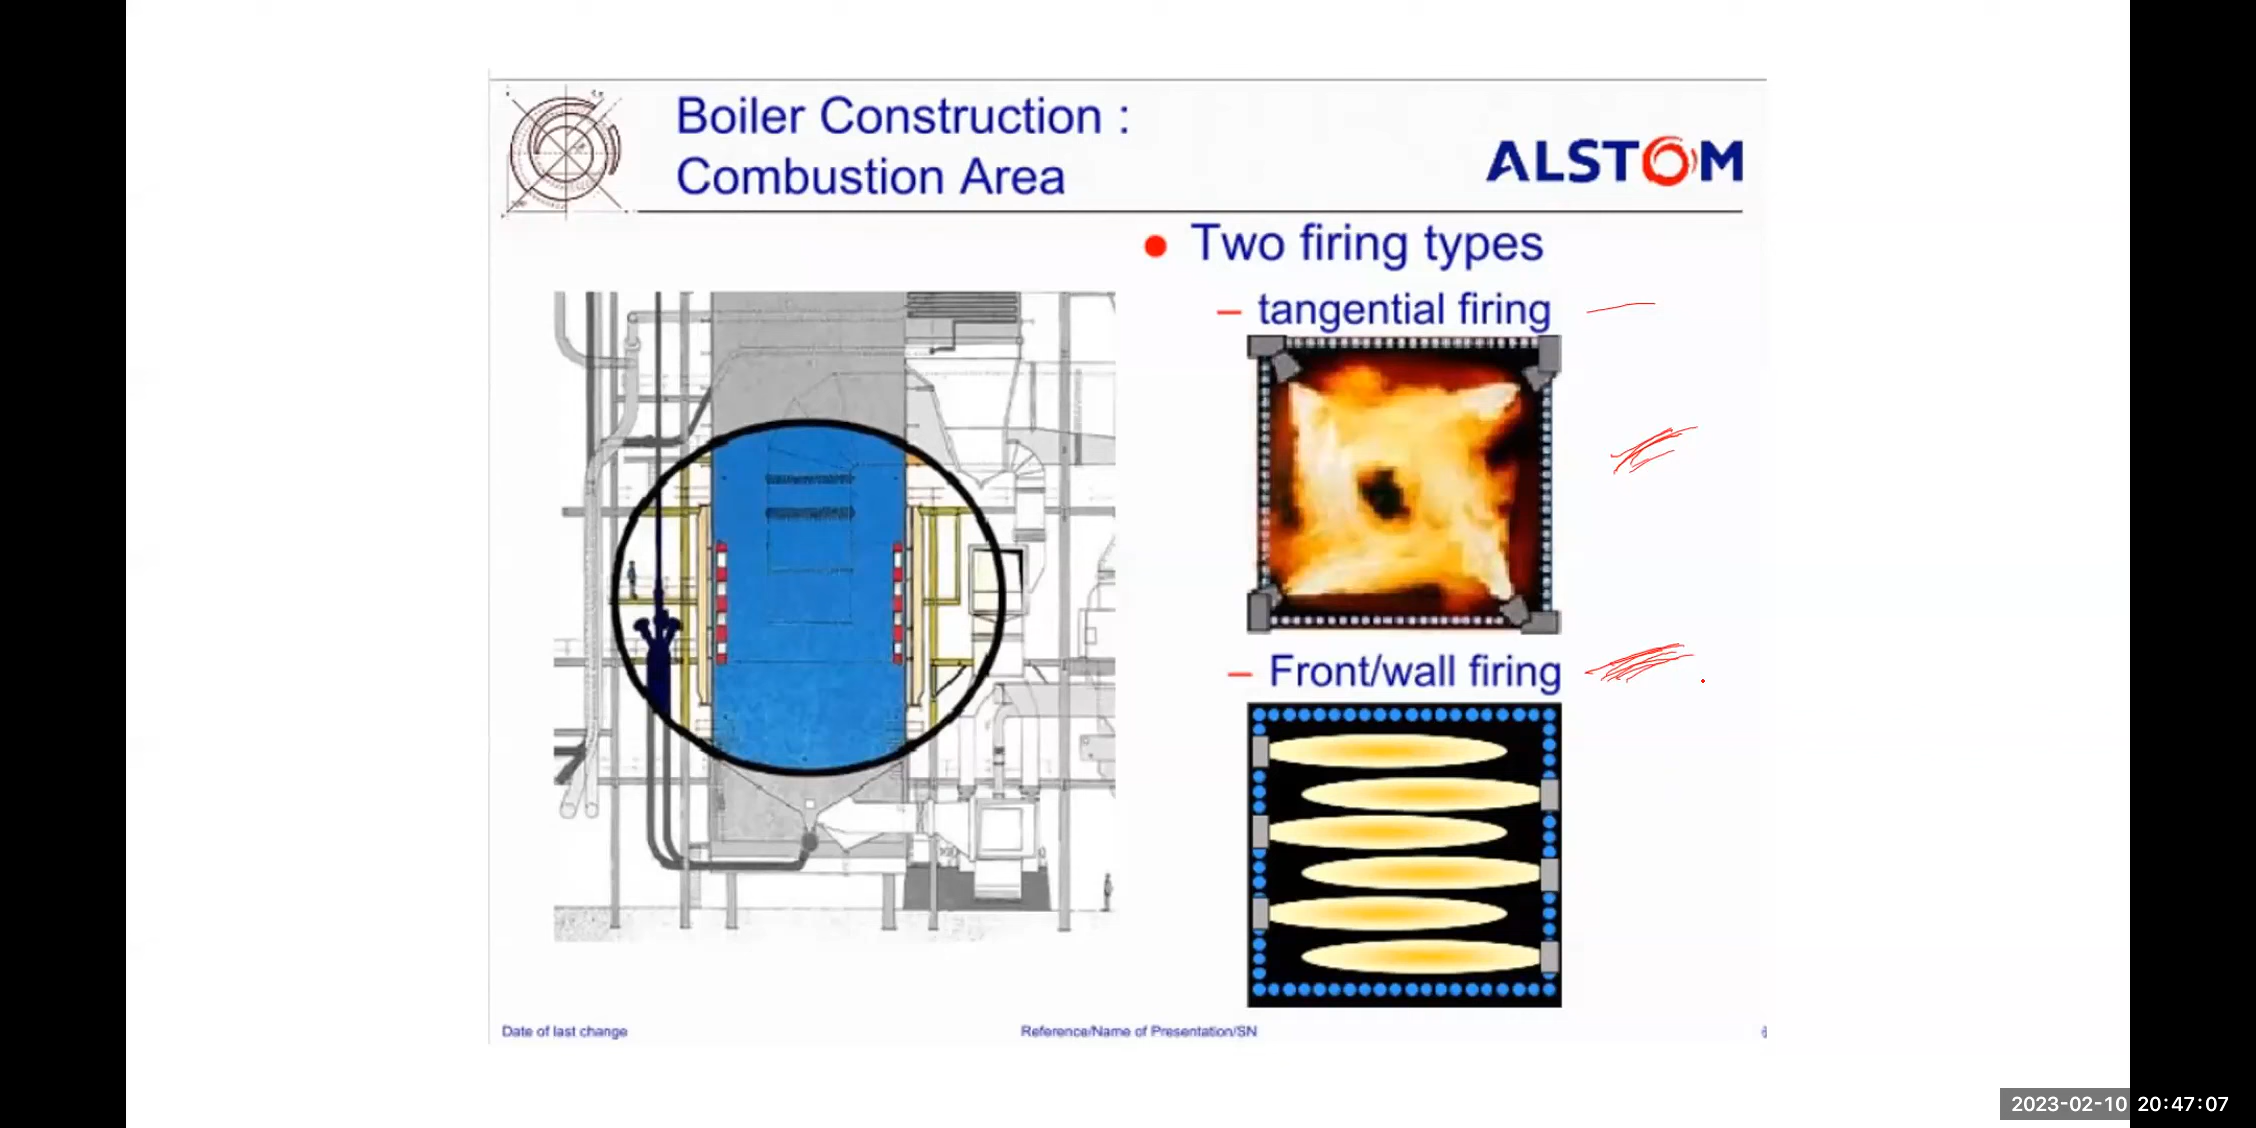 Boiler Construction :
Combustion Area
ALSTOM
Two firing types
– tangential firing
– Front/wall firing
Date of last change
Reference/Name of Presentation/SN
2023-02-10 20:47:07